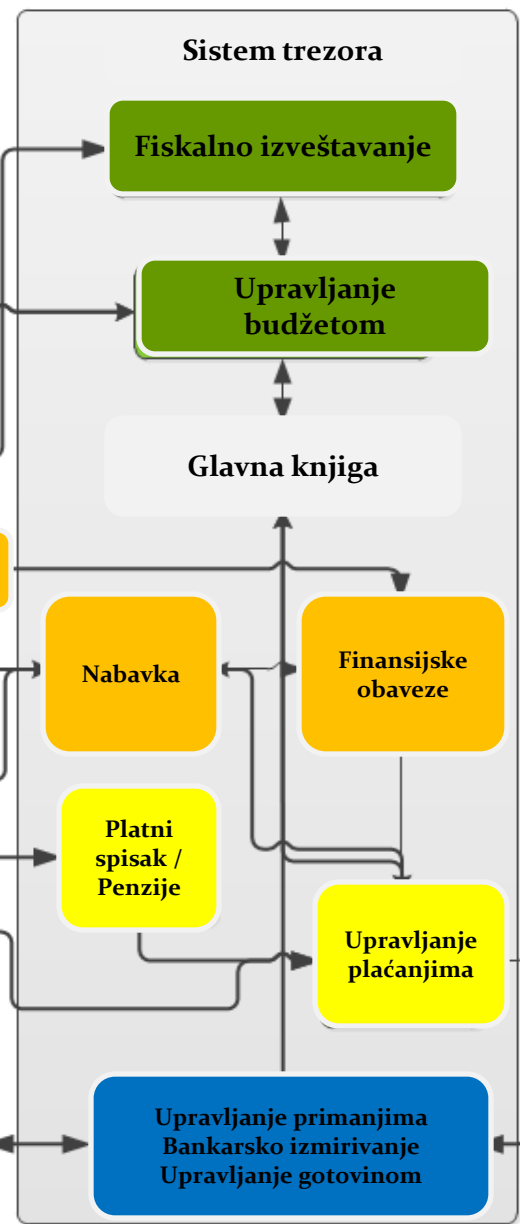 Sistem trezora
Fiskalno izveštavanje
Upravljanje
budžetom
Glavna knjiga
Nabavka
Finansijske
obaveze
Platni
spisak /
Penzije
Upravljanje
plaćanjima
Upravljanje primanjima
Bankarsko izmirivanje
Upravljanje gotovinom